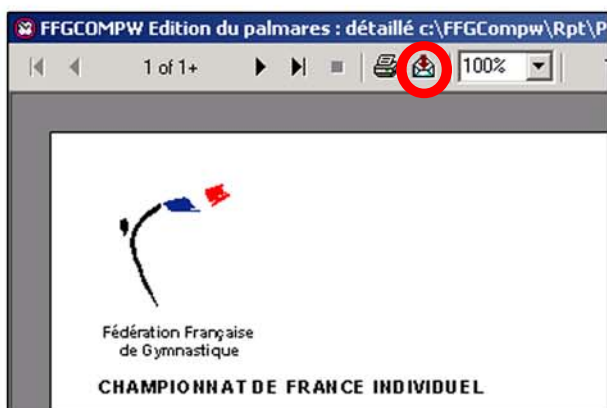 FFGCOMPW Edition du palmares : détaillé c:\FFGCompw\Rpt\P
1 of 1+
100%
Fédération Française
de Gymnastique
CHAMPIONNAT DE FRANCE INDIVIDUEL